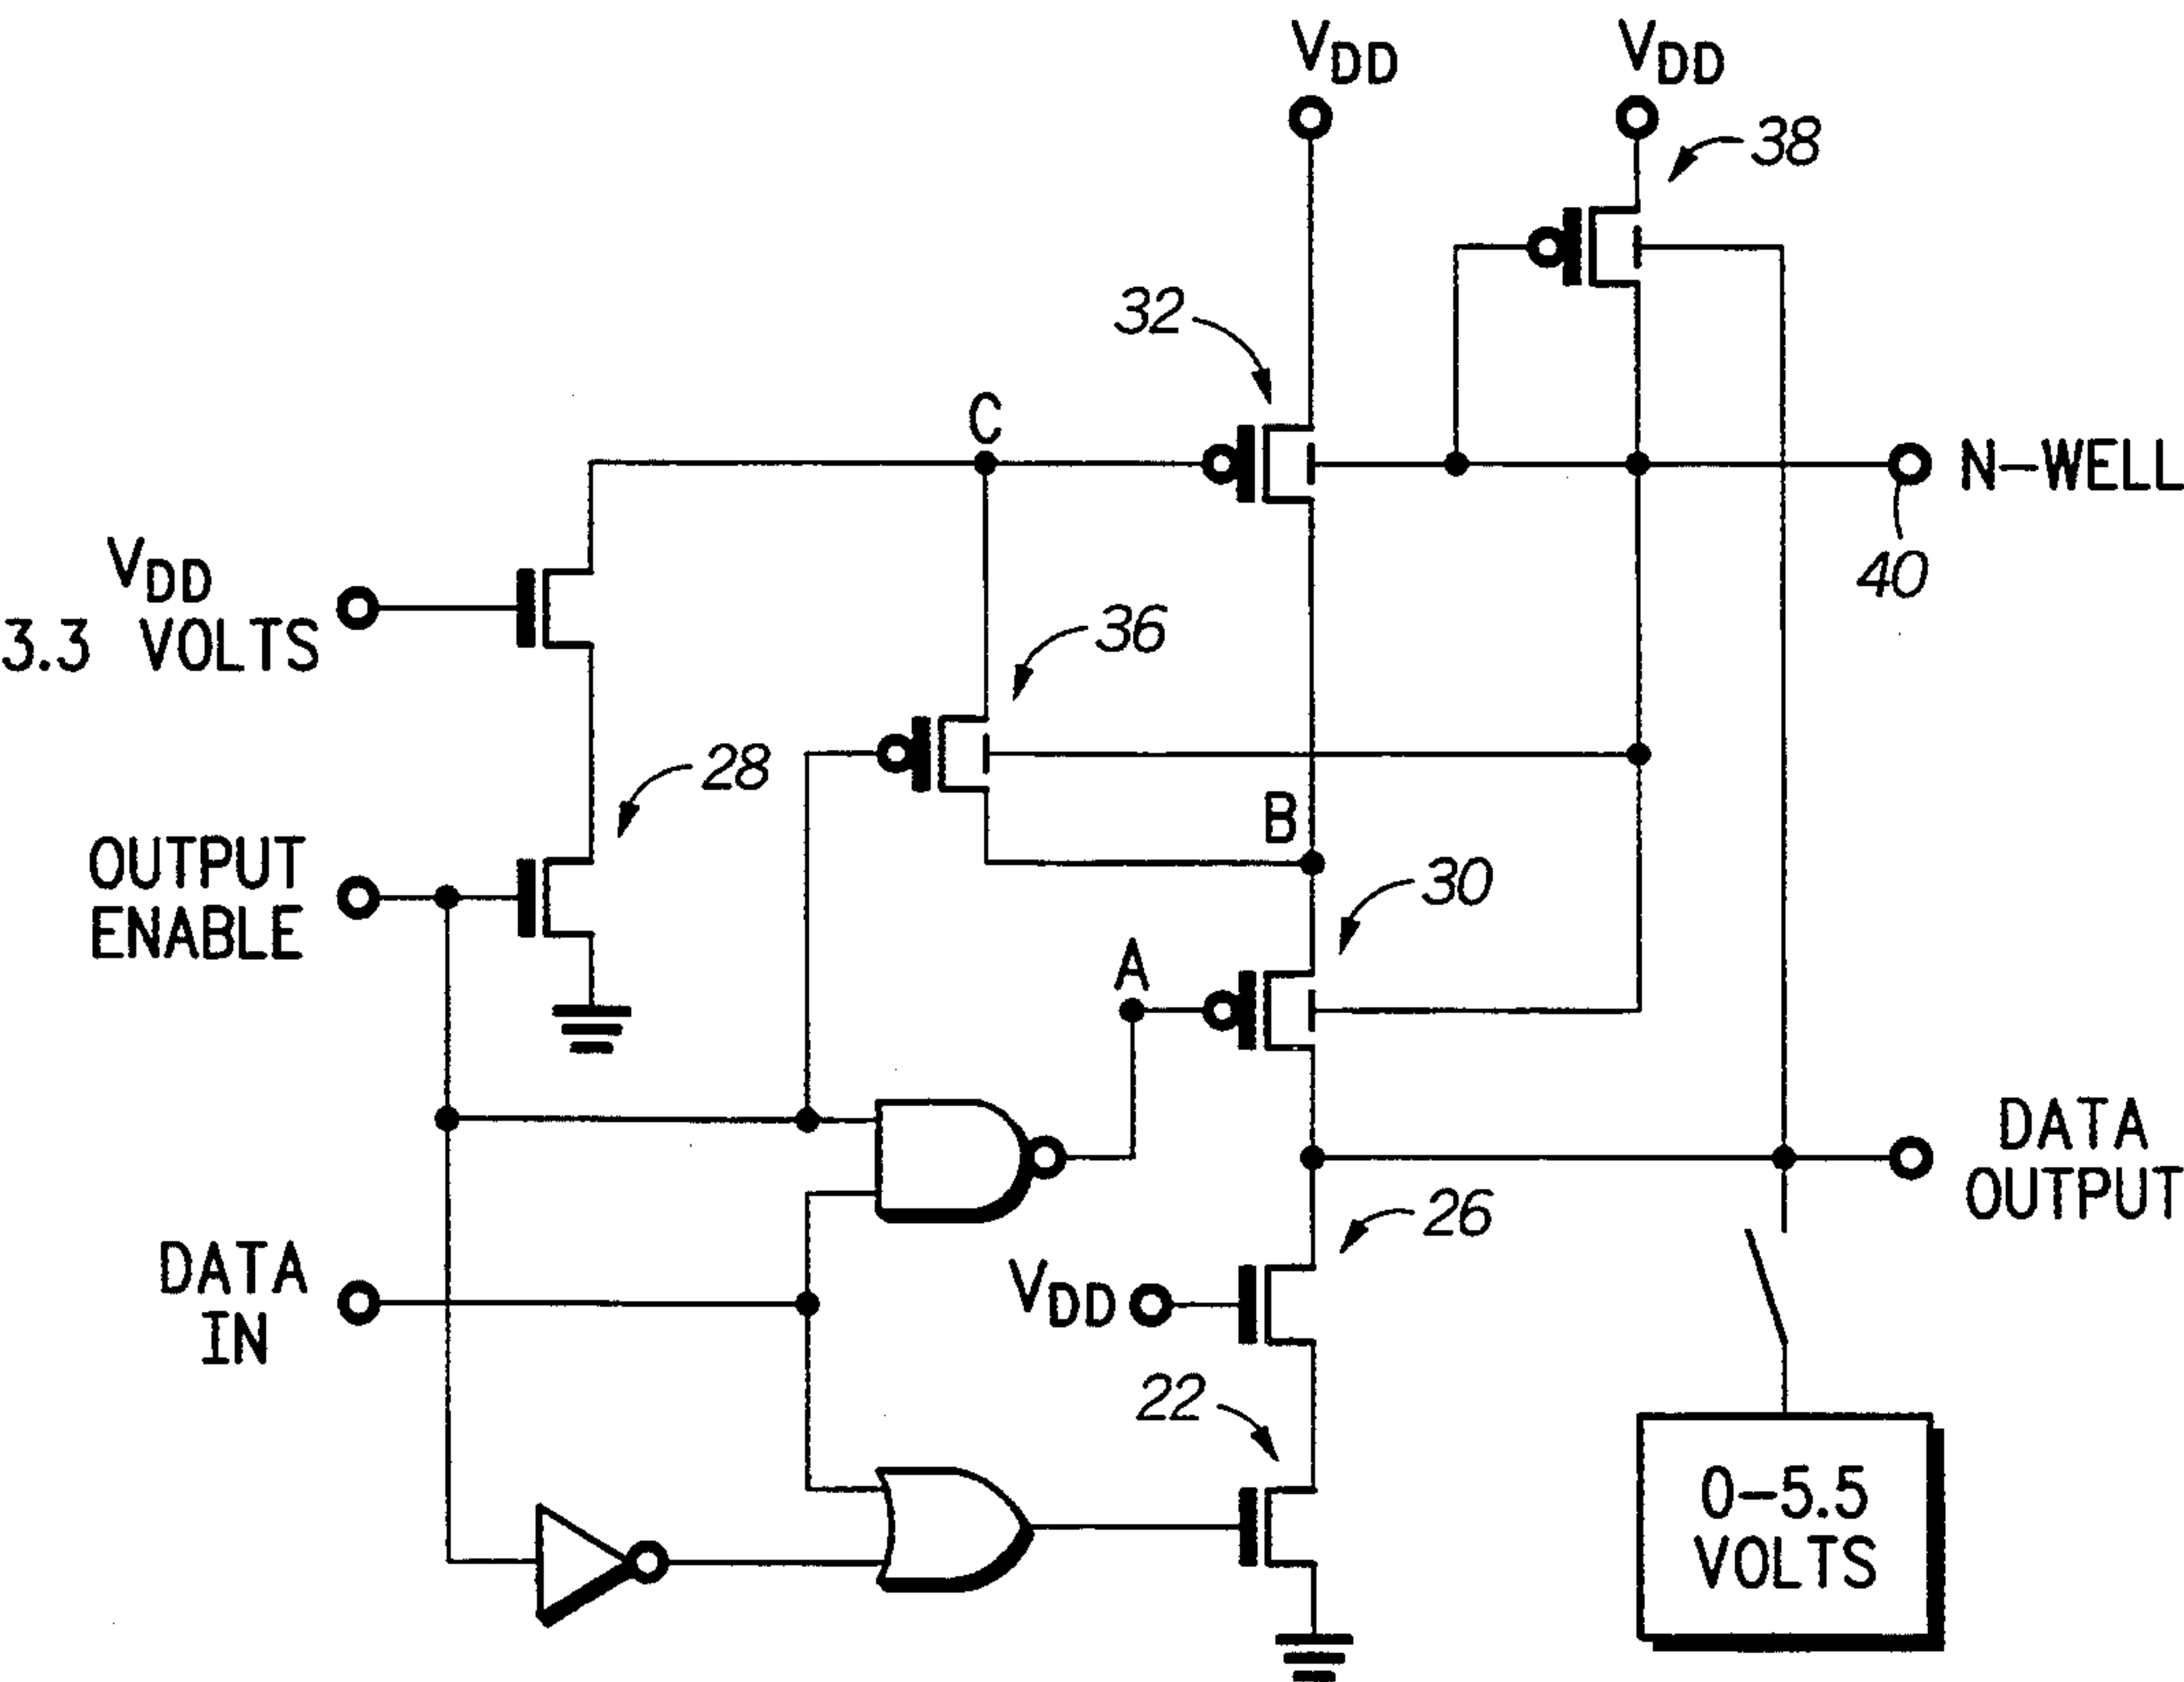 VDD
VDD
38
32
C
N-WELL
40
VDD
3.3 VOLTS
36
28
B
OUTPUT
ENABLE
30
A
DATA
OUTPUT
26
DATA
IN
VDD
22
0-5.5
VOLTS